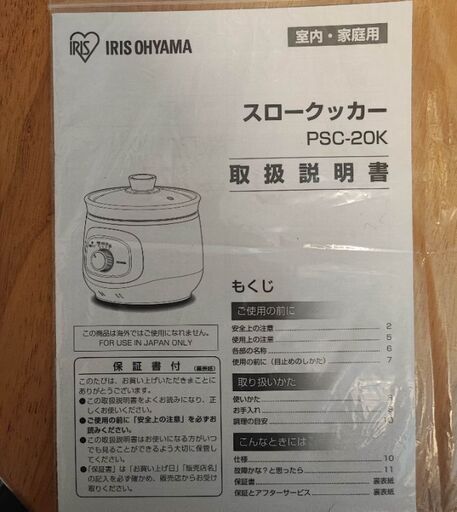 IRIS IRIS OHYAMA
室内・家庭用
スロークッカー
PSC-20K
取扱説明書
この商品は海外ではご使用になれません。
FOR USE IN JAPAN ONLY
保証書付(裏表紙)
このたびは、お買い上げいただきまことに
ありがとうございます。
●この取扱説明書をよくお読みになり、正
しくお使いください。
●ご使用の前に「安全上の注意」を必ずお
読みください。
●この取扱説明書はお使いになる方がいつ
でも見ることができるところに大切に保
管してください。
●「保証書」は「お買い上げ日」「販売店名」
の記入を必ず確かめ、販売店からお受け
取りください。
もくじ
ご使用の前に
安全上の注意 2
使用上の注意 5
各部の名称 6
使用の前に(目止めのしかた) 7
取り扱いかた
使いかた
お手入れ
調理の目安 10
こんなときには
仕様 10
故障かな?と思ったら 11
保証書 裏表紙
保証とアフターサービス 裏表紙